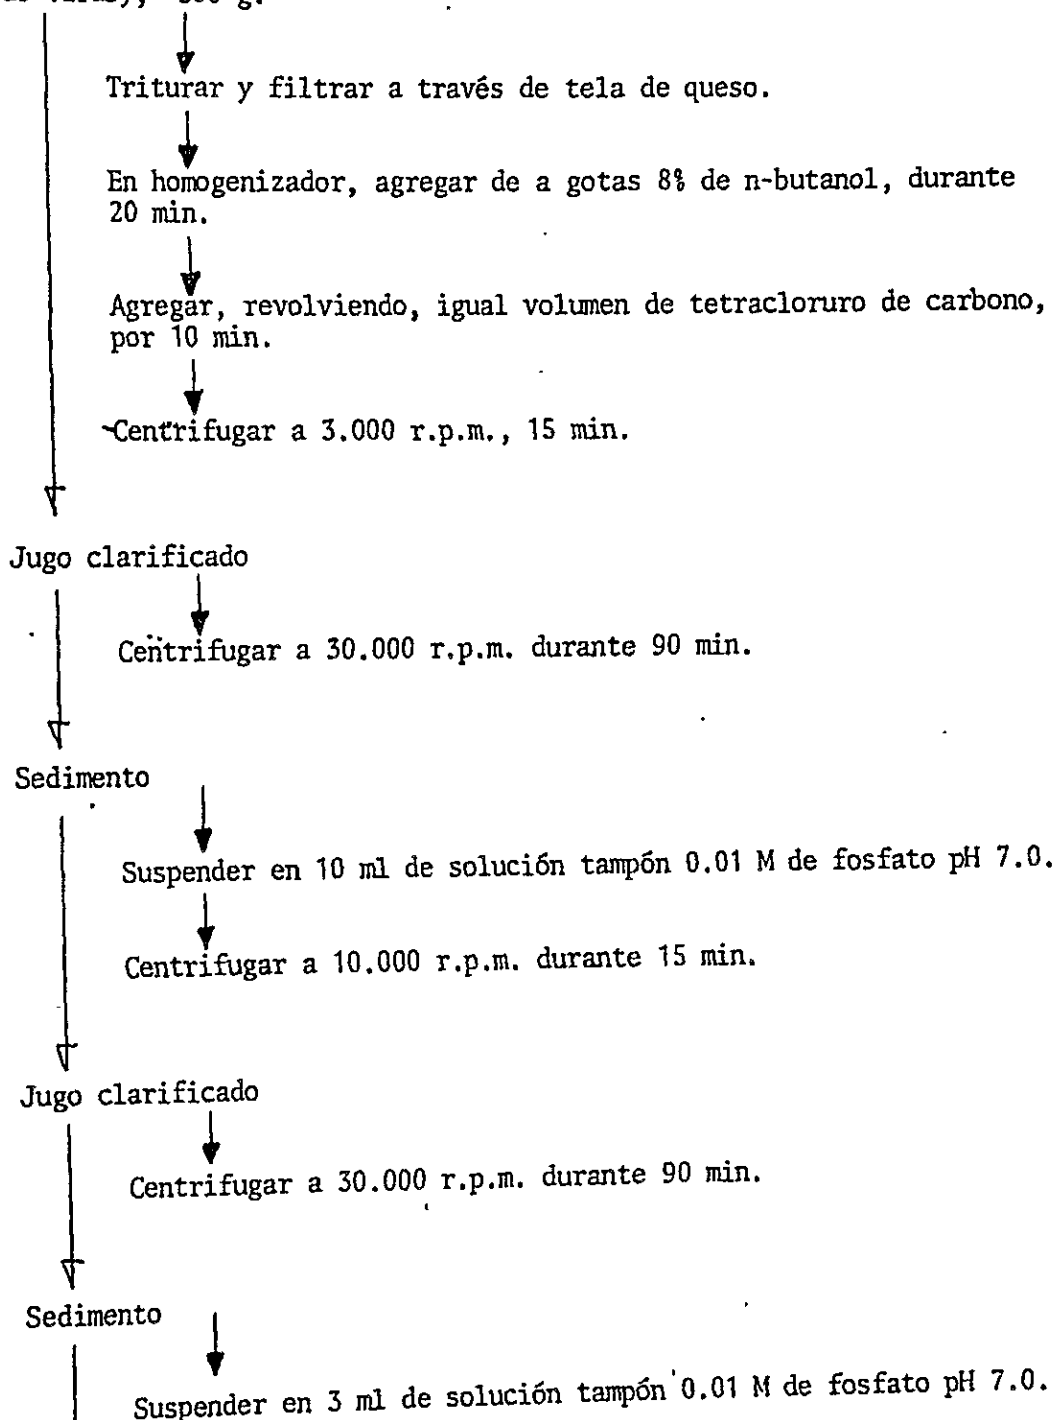 g.
Triturar y filtrar a través de tela de queso.
En homogenizador, agregar de a gotas 8% de n-butanol, durante
20 min.
Agregar, revolviendo, igual volumen de tetracloruro de carbono,
por 10 min.
Centrifugar a 3.000 r.p.m., 15 min.
Jugo clarificado
Centrifugar a 30.000 r.p.m. durante 90 min.
Sedimento
Suspender en 10 ml de solución tampón 0.01 M de fosfato pH 7.0.
Centrifugar a 10.000 r.p.m. durante 15 min.
Jugo clarificado
Centrifugar a 30.000 r.p.m. durante 90 min.
Sedimento
Suspender en 3 ml de solución tampón 0.01 M de fosfato pH 7.0.